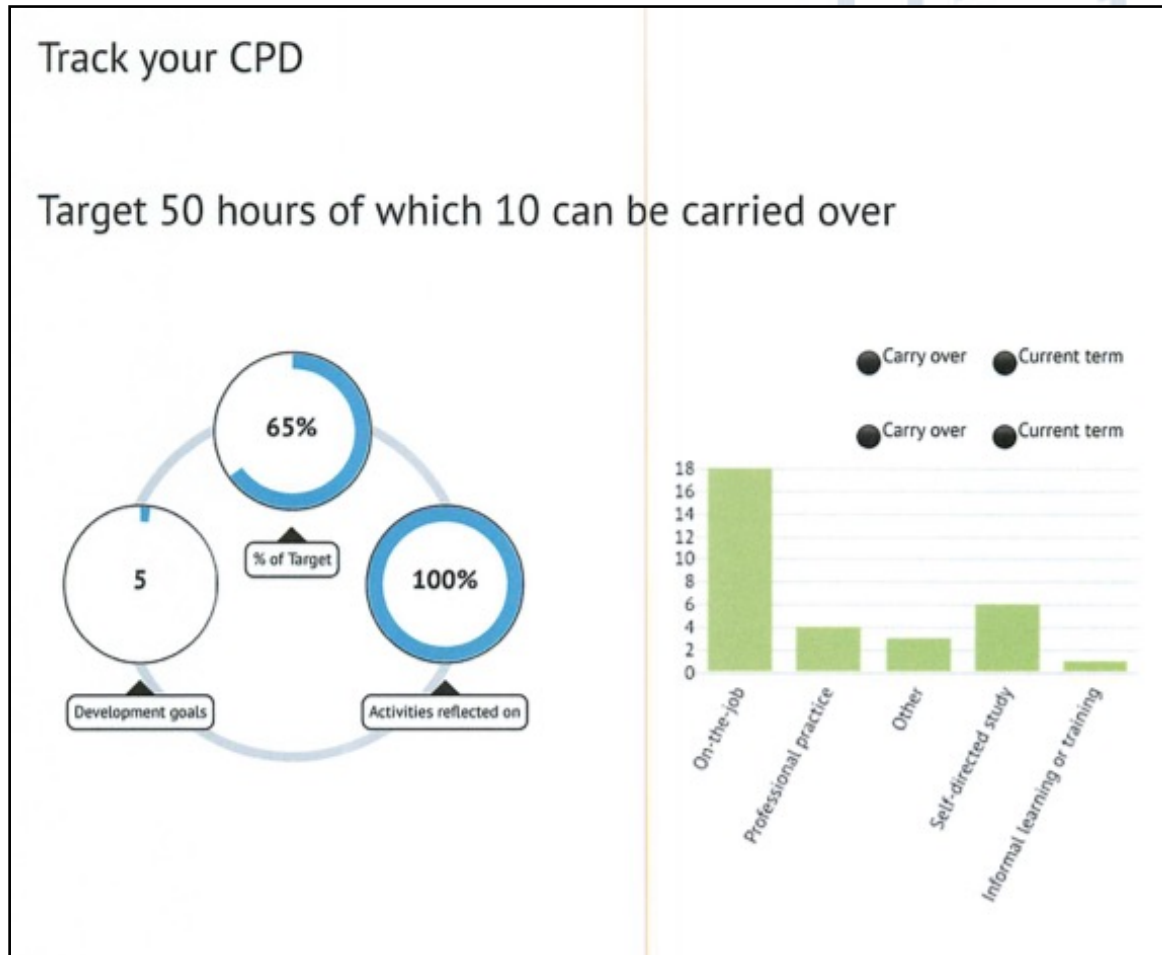 Track your CPD
Target 50 hours of which 10 can be carried over
65%
% of Target
5
Development goals
100%
Activities reflected on
Carry over Current term
Carry over Current term
18
16
14
12
10
8
6
4
2
0
On-the-job
Professional practice
Other
Self-directed study
Informal learning or training